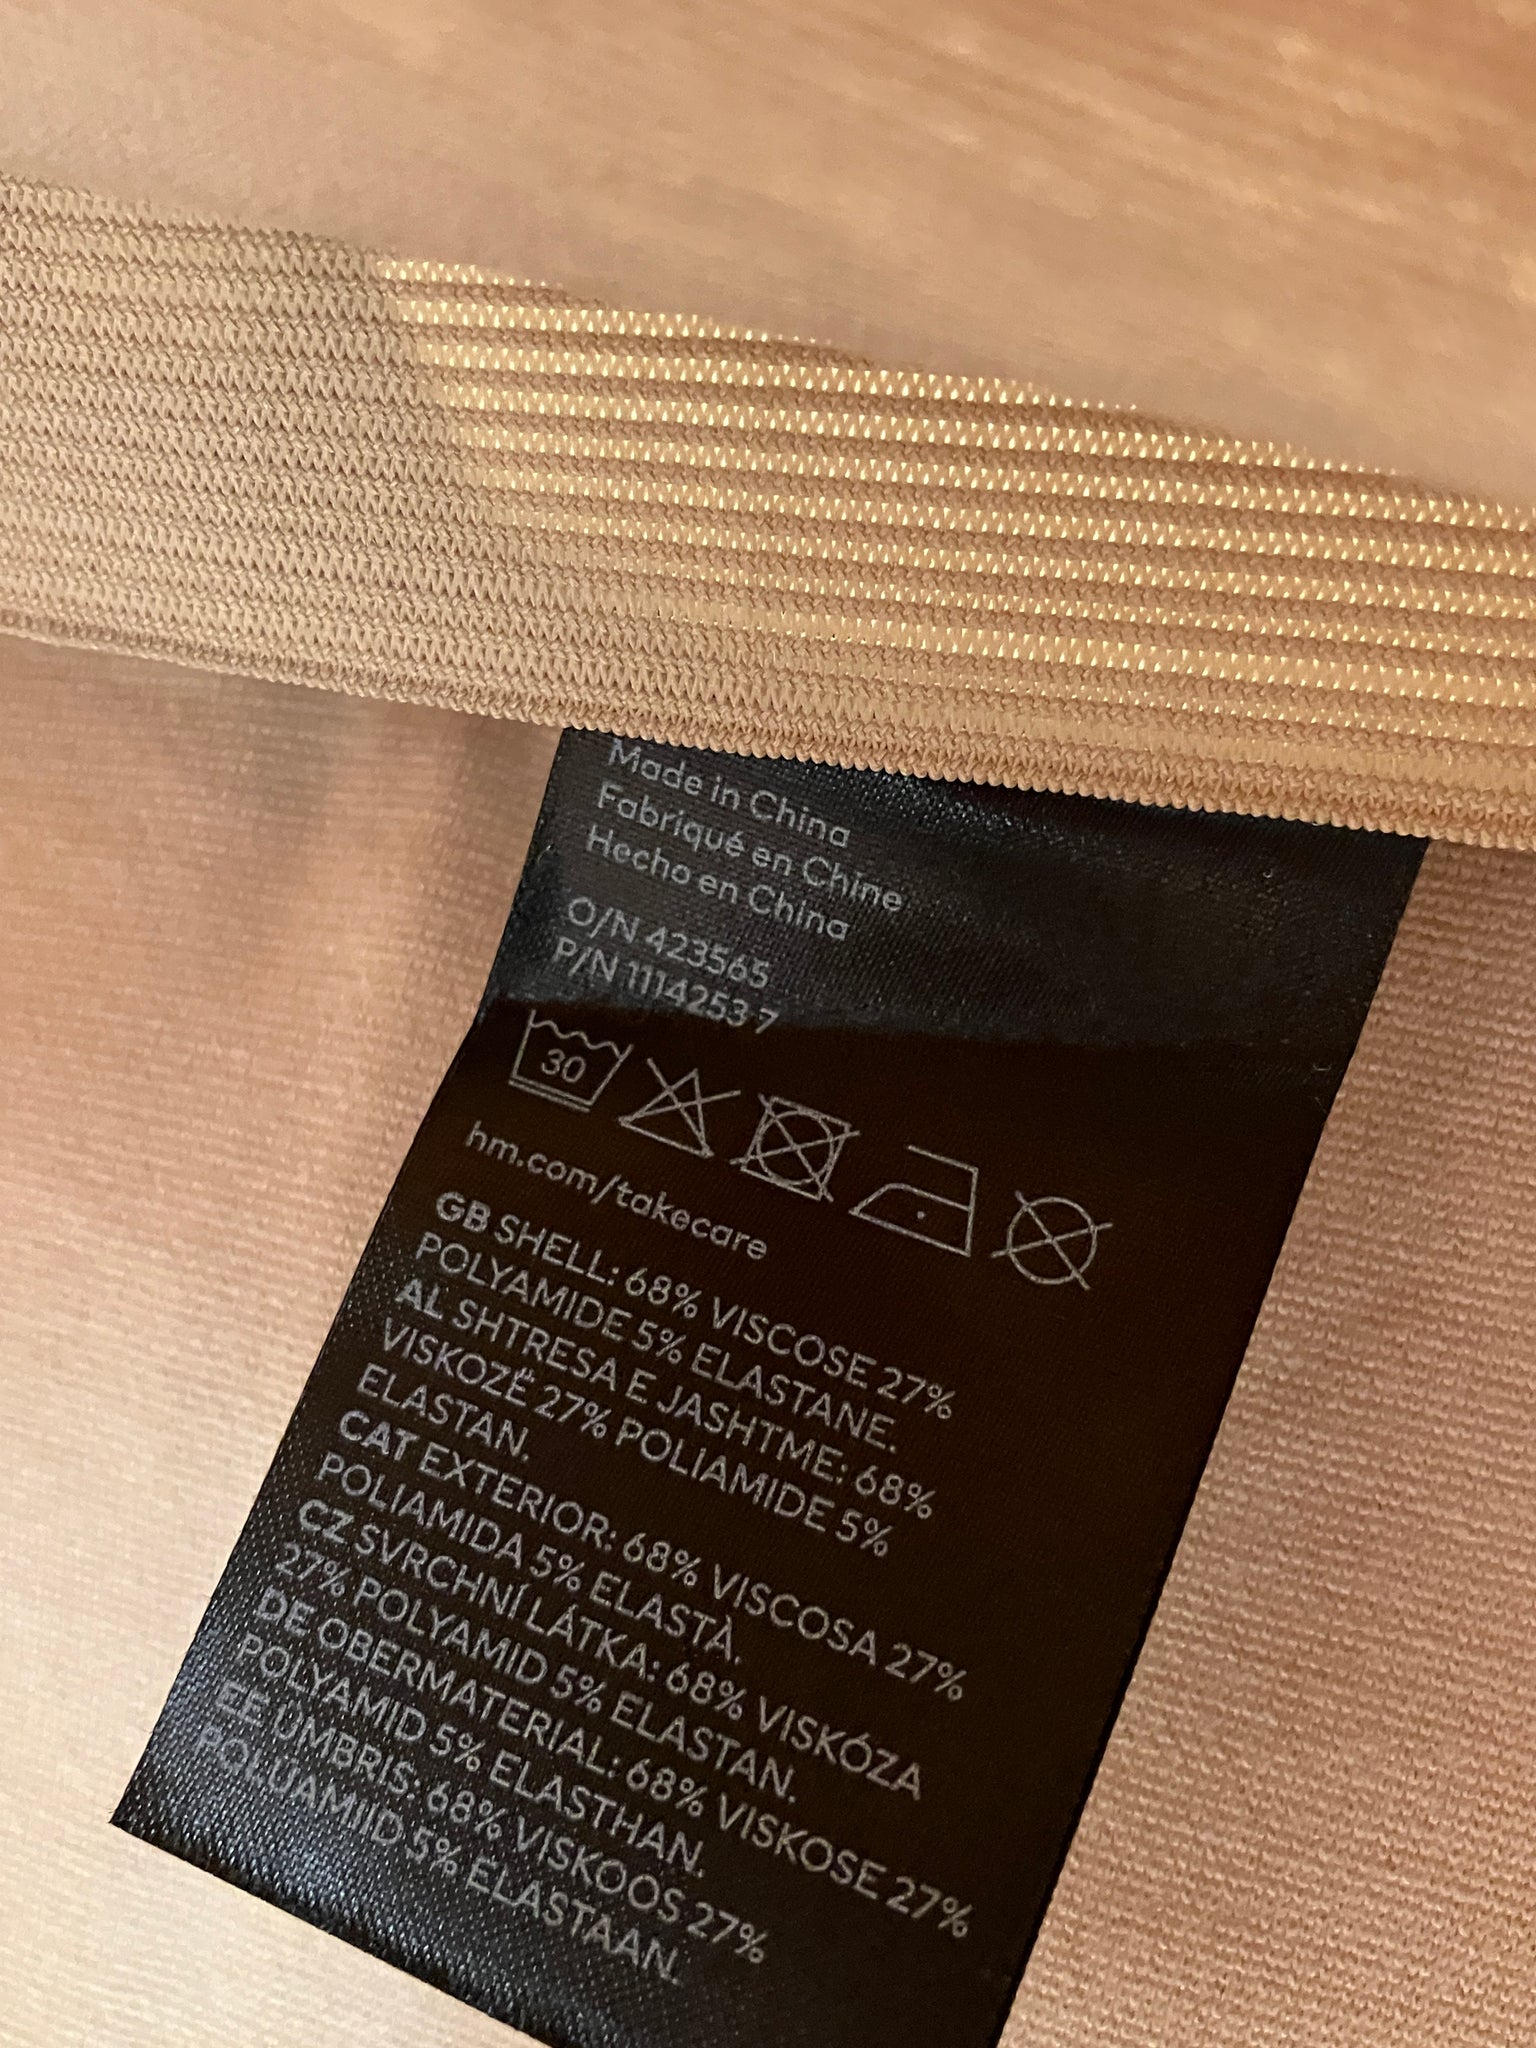 Made in China
Fabriqué en Chine
Hecho en China
O/N 423565
P/N 1114253 7
30
hm.com/takecare
GB SHELL: 68% VISCOSE 27%
POLYAMIDE 5% ELASTANE.
AL SHTRESA E JASHTME: 68%
VISKOZË 27% POLIAMIDE 5%
ELASTAN.
CAT EXTERIOR: 68% VISCOSA 27%
POLIAMIDA 5% ELASTÀ.
CZ SVRCHNÍ LÁTKA: 68% VISKÓZA
27% POLYAMID 5% ELASTAN.
DE OBERMATERIAL: 68% VISKOSE 27%
POLYAMID 5% ELASTHAN.
EE UMBRIS: 68% VISKOOS 27%
POLÜAMIID 5% ELASTAAN.